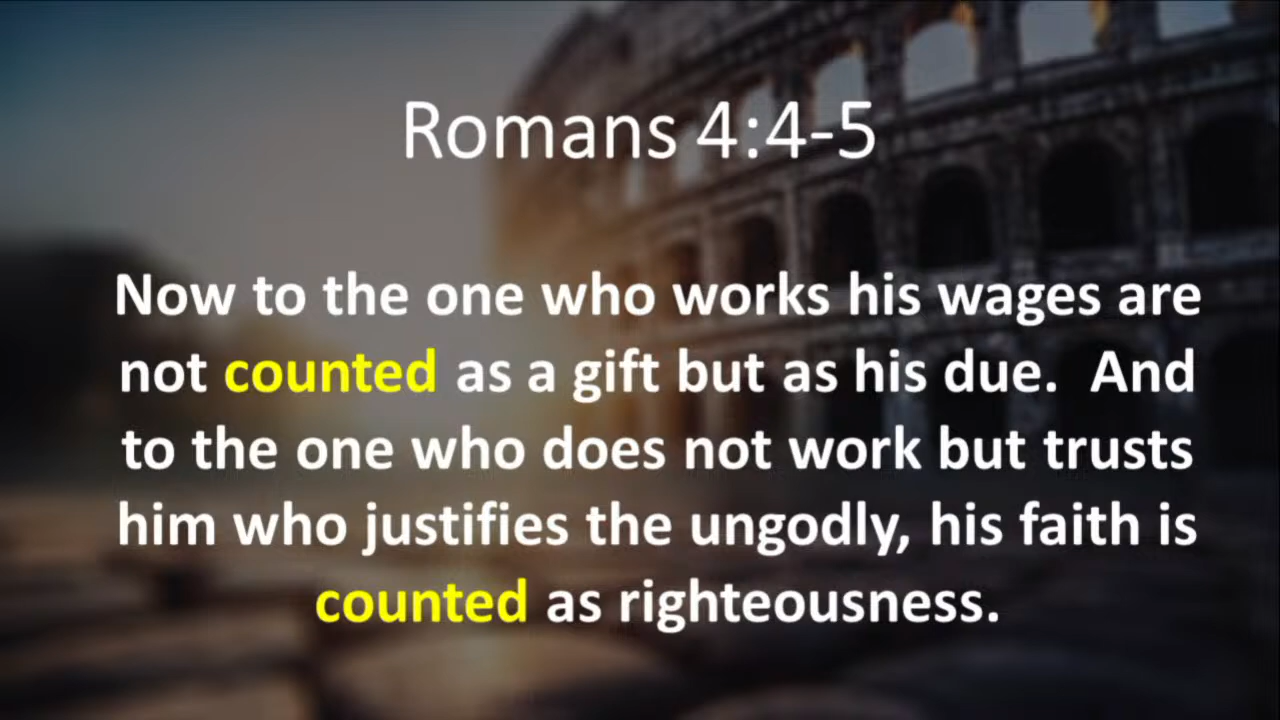 Romans 4:4-5
Now to the one who works his wages are
not counted as a gift but as his due.  And
to the one who does not work but trusts
him who justifies the ungodly, his faith is
counted as righteousness.